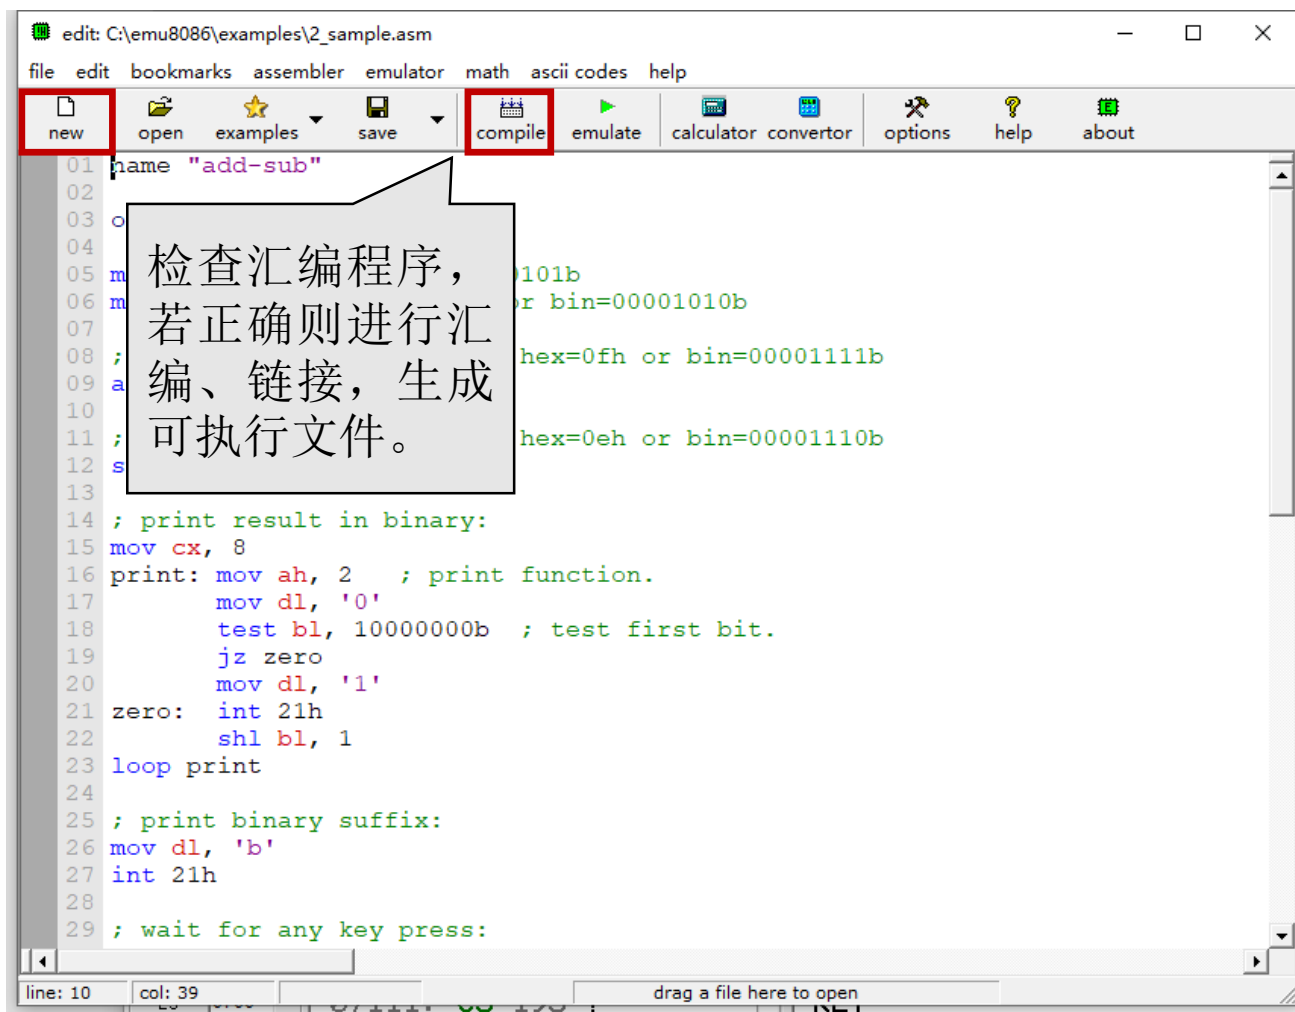 edit: C:\emu8086\examples\2_sample.asm
file edit bookmarks assembler emulator math ascii codes help
new open examples save compile emulate calculator convertor options help about
01 name "add-sub"
02
03 o
04
05 m 0101b
06 m or bin=00001010b
07
08 ; hex=0fh or bin=00001111b
09 a
10
11 ; hex=0eh or bin=00001110b
12 s
13
检查汇编程序，
若正确则进行汇
编、链接，生成
可执行文件。
14 ; print result in binary:
15 mov cx, 8
16 print: mov ah, 2 ; print function.
17 mov dl, '0'
18 test bl, 10000000b ; test first bit.
19 jz zero
20 mov dl, '1'
21 zero: int 21h
22 shl bl, 1
23 loop print
24
25 ; print binary suffix:
26 mov dl, 'b'
27 int 21h
28
29 ; wait for any key press:
line: 10 col: 39 drag a file here to open